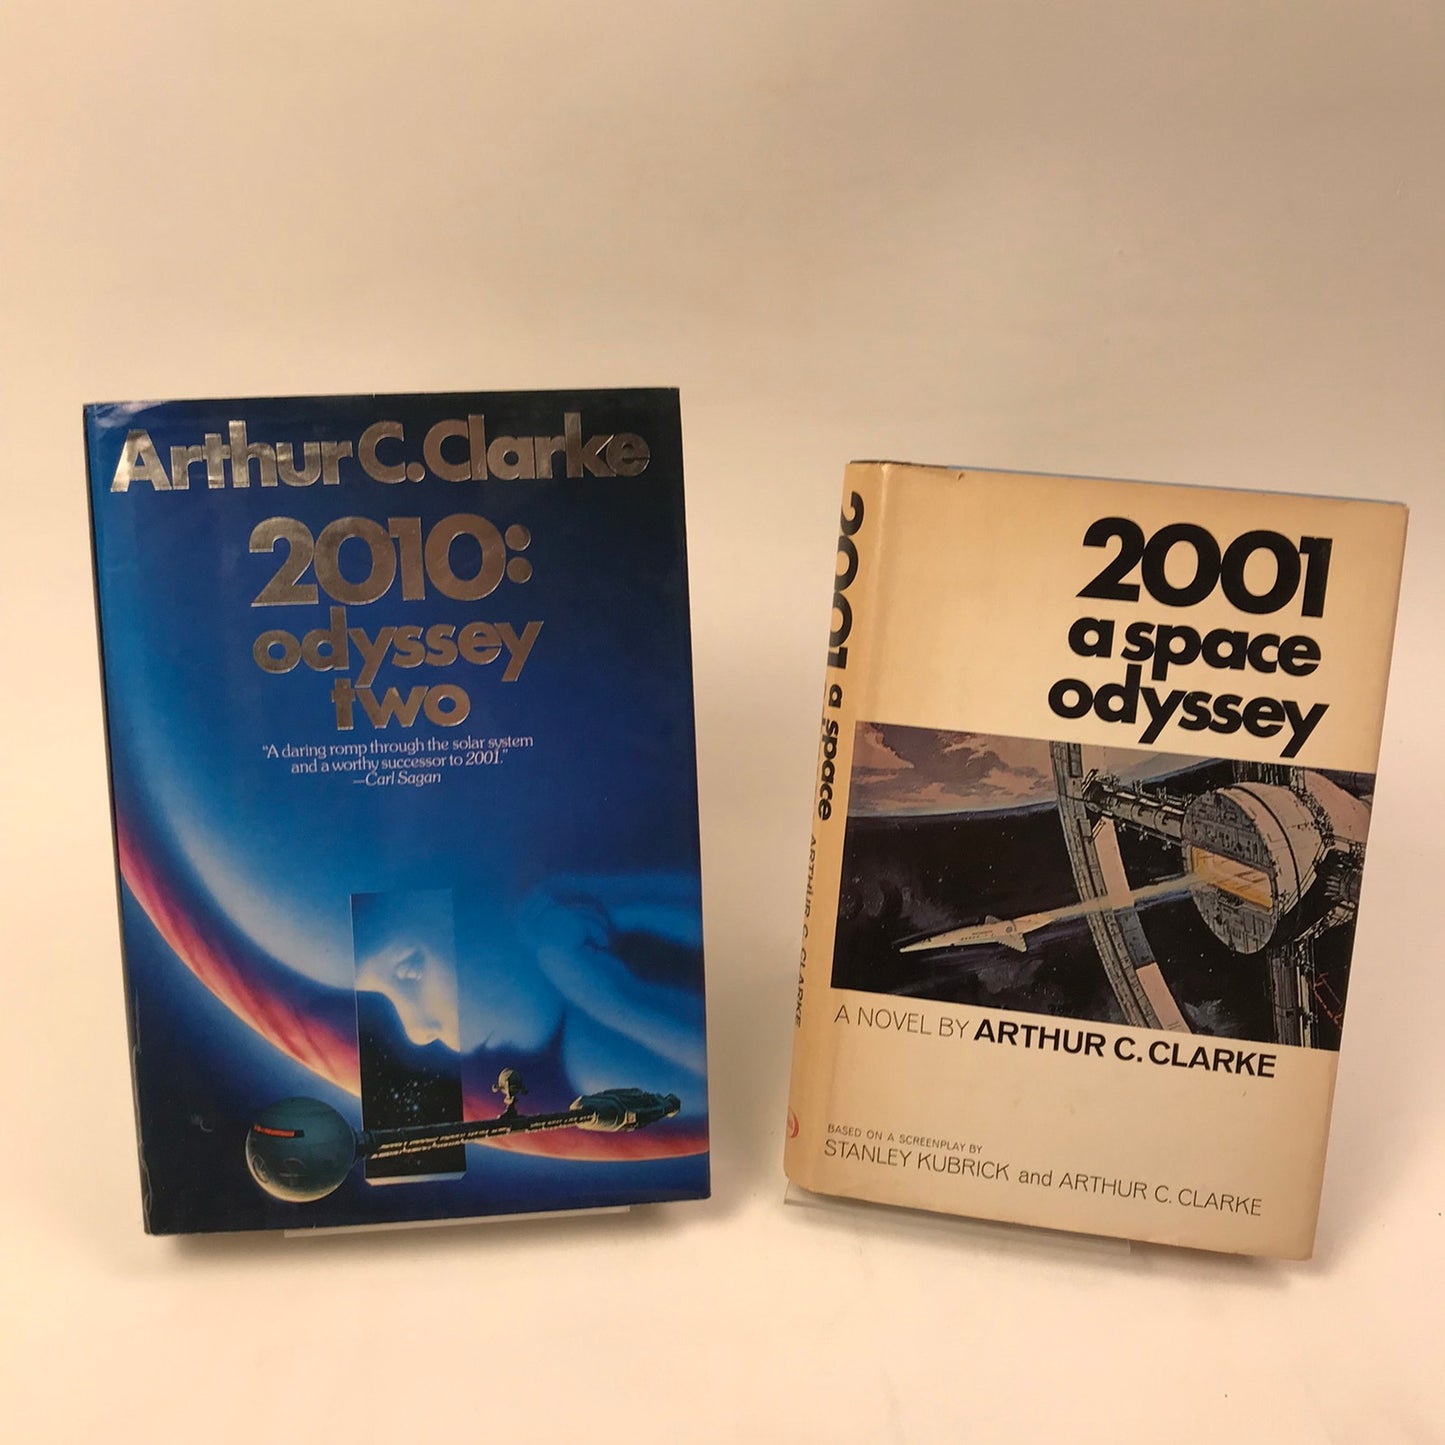 Arthur C. Clarke
2010:
odyssey
two
"A daring romp through the solar system
and a worthy successor to 2001."
—Carl Sagan
2001 a space
ARTHUR C. CLARKE
2001
a space
odyssey
A NOVEL BY ARTHUR C. CLARKE
BASED ON A SCREENPLAY BY
STANLEY KUBRICK and ARTHUR C. CLARKE